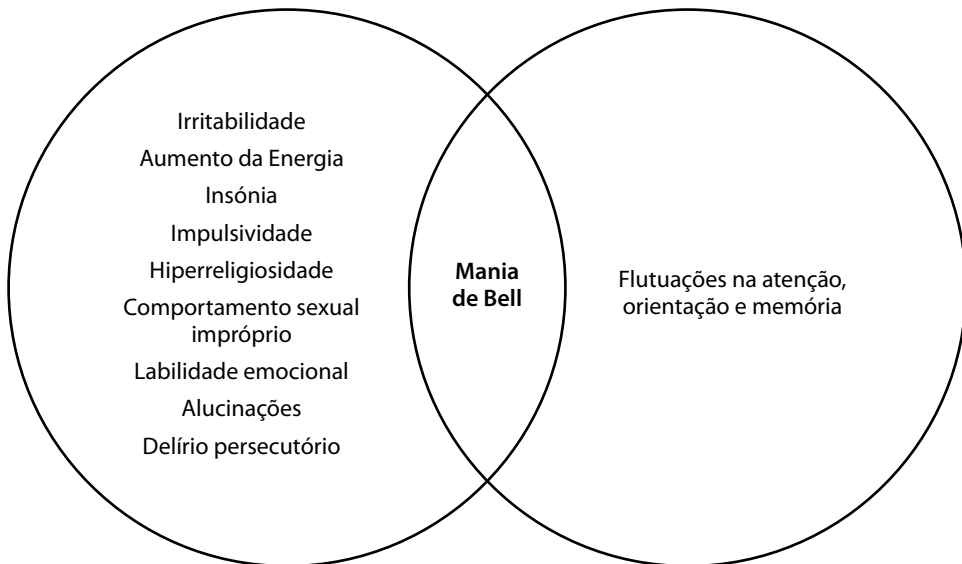 Irritabilidade
Aumento da Energia
Insónia
Impulsividade
Hiperreligiosidade
Comportamento sexual
impróprio
Labilidade emocional
Alucinações
Delírio persecutório
Mania
de Bell
Flutuações na atenção,
orientação e memória